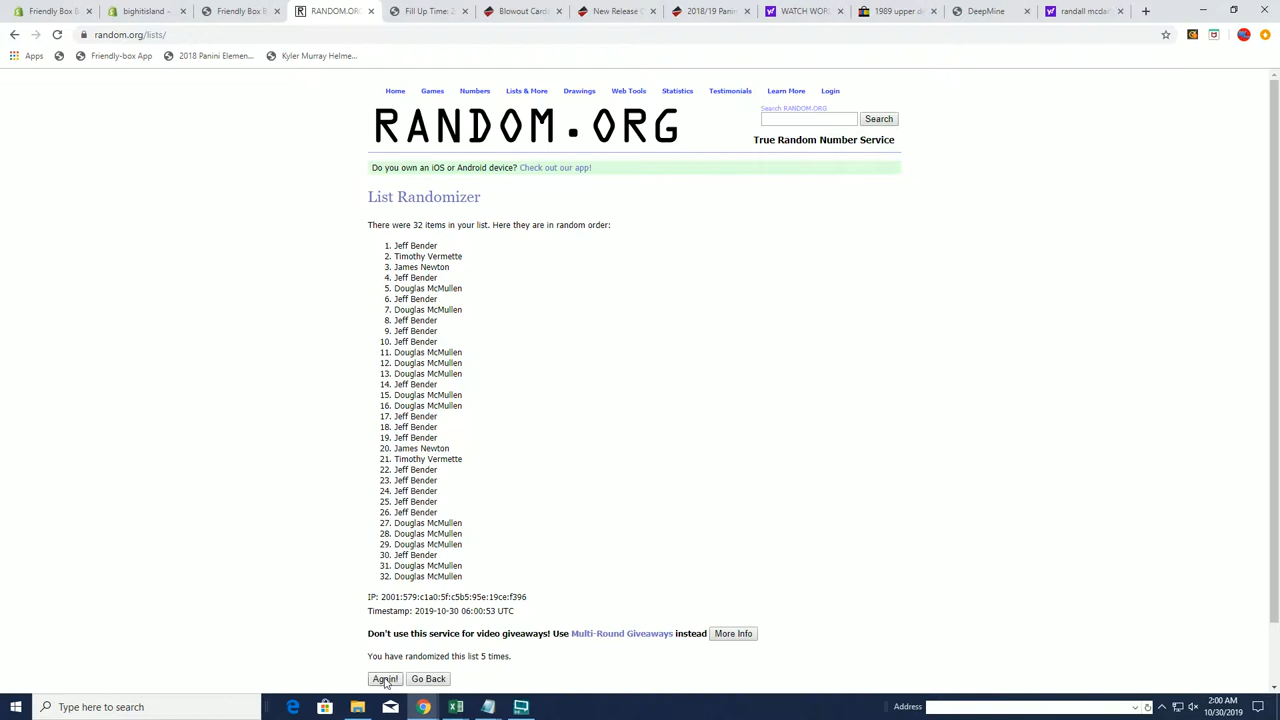 Friendly Box B
bighitisland -
Friendly Box B
RANDOM.ORG
Fill Up Time: 2
Blowout Card
New Release C
2018/19 Panin
WATCH WORL
1989 upper de
DeepMine
randall mcda
random.org/lists/
Apps
Friendly-box App
2018 Panini Elemen...
Kyler Murray Helme...
Home Games Numbers Lists & More Drawings Web Tools Statistics Testimonials Learn More Login
RANDOM.ORG
Search RANDOM.ORG
Search
True Random Number Service
Do you own an iOS or Android device? Check out our app!
List Randomizer
There were 32 items in your list. Here they are in random order:
1. Jeff Bender
2. Timothy Vermette
3. James Newton
4. Jeff Bender
5. Douglas McMullen
6. Jeff Bender
7. Douglas McMullen
8. Jeff Bender
9. Jeff Bender
10. Jeff Bender
11. Douglas McMullen
12. Douglas McMullen
13. Douglas McMullen
14. Jeff Bender
15. Douglas McMullen
16. Douglas McMullen
17. Jeff Bender
18. Jeff Bender
19. Jeff Bender
20. James Newton
21. Timothy Vermette
22. Jeff Bender
23. Jeff Bender
24. Jeff Bender
25. Jeff Bender
26. Jeff Bender
27. Douglas McMullen
28. Douglas McMullen
29. Douglas McMullen
30. Jeff Bender
31. Douglas McMullen
32. Douglas McMullen
IP: 2001:579:c1a0:5f:c5b5:95e:19ce:f396
Timestamp: 2019-10-30 06:00:53 UTC
Don't use this service for video giveaways! Use Multi-Round Giveaways instead More Info
You have randomized this list 5 times.
Again! Go Back
Type here to search
Address
2:00 AM
10/30/2019